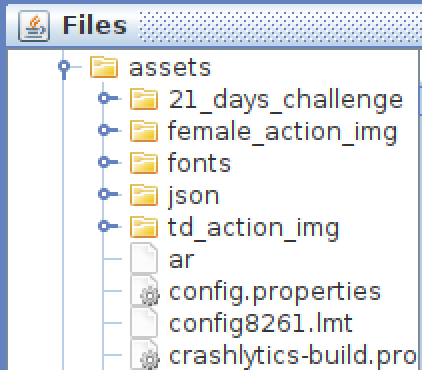 Files
assets
21_days_challenge
female_action_img
fonts
json
td_action_img
ar
config.properties
config8261.lmt
crashlytics-build.pro